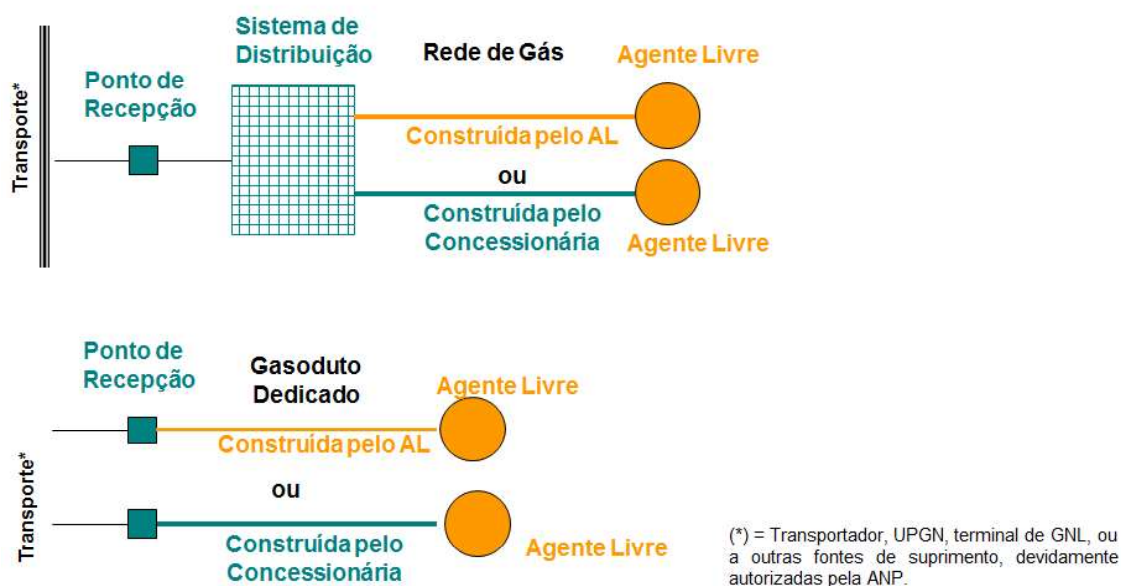 Transporte*
Ponto de
Recepção
Sistema de
Distribuição
Rede de Gás
Agente Livre
Construída pelo AL
ou
Construída pelo
Concessionária
Agente Livre
Transporte*
Ponto de
Recepção
Gasoduto
Dedicado
Agente Livre
Construída pelo AL
ou
Construída pelo
Concessionária
Agente Livre
(*) = Transportador, UPGN, terminal de GNL, ou
a outras fontes de suprimento, devidamente
autorizadas pela ANP.